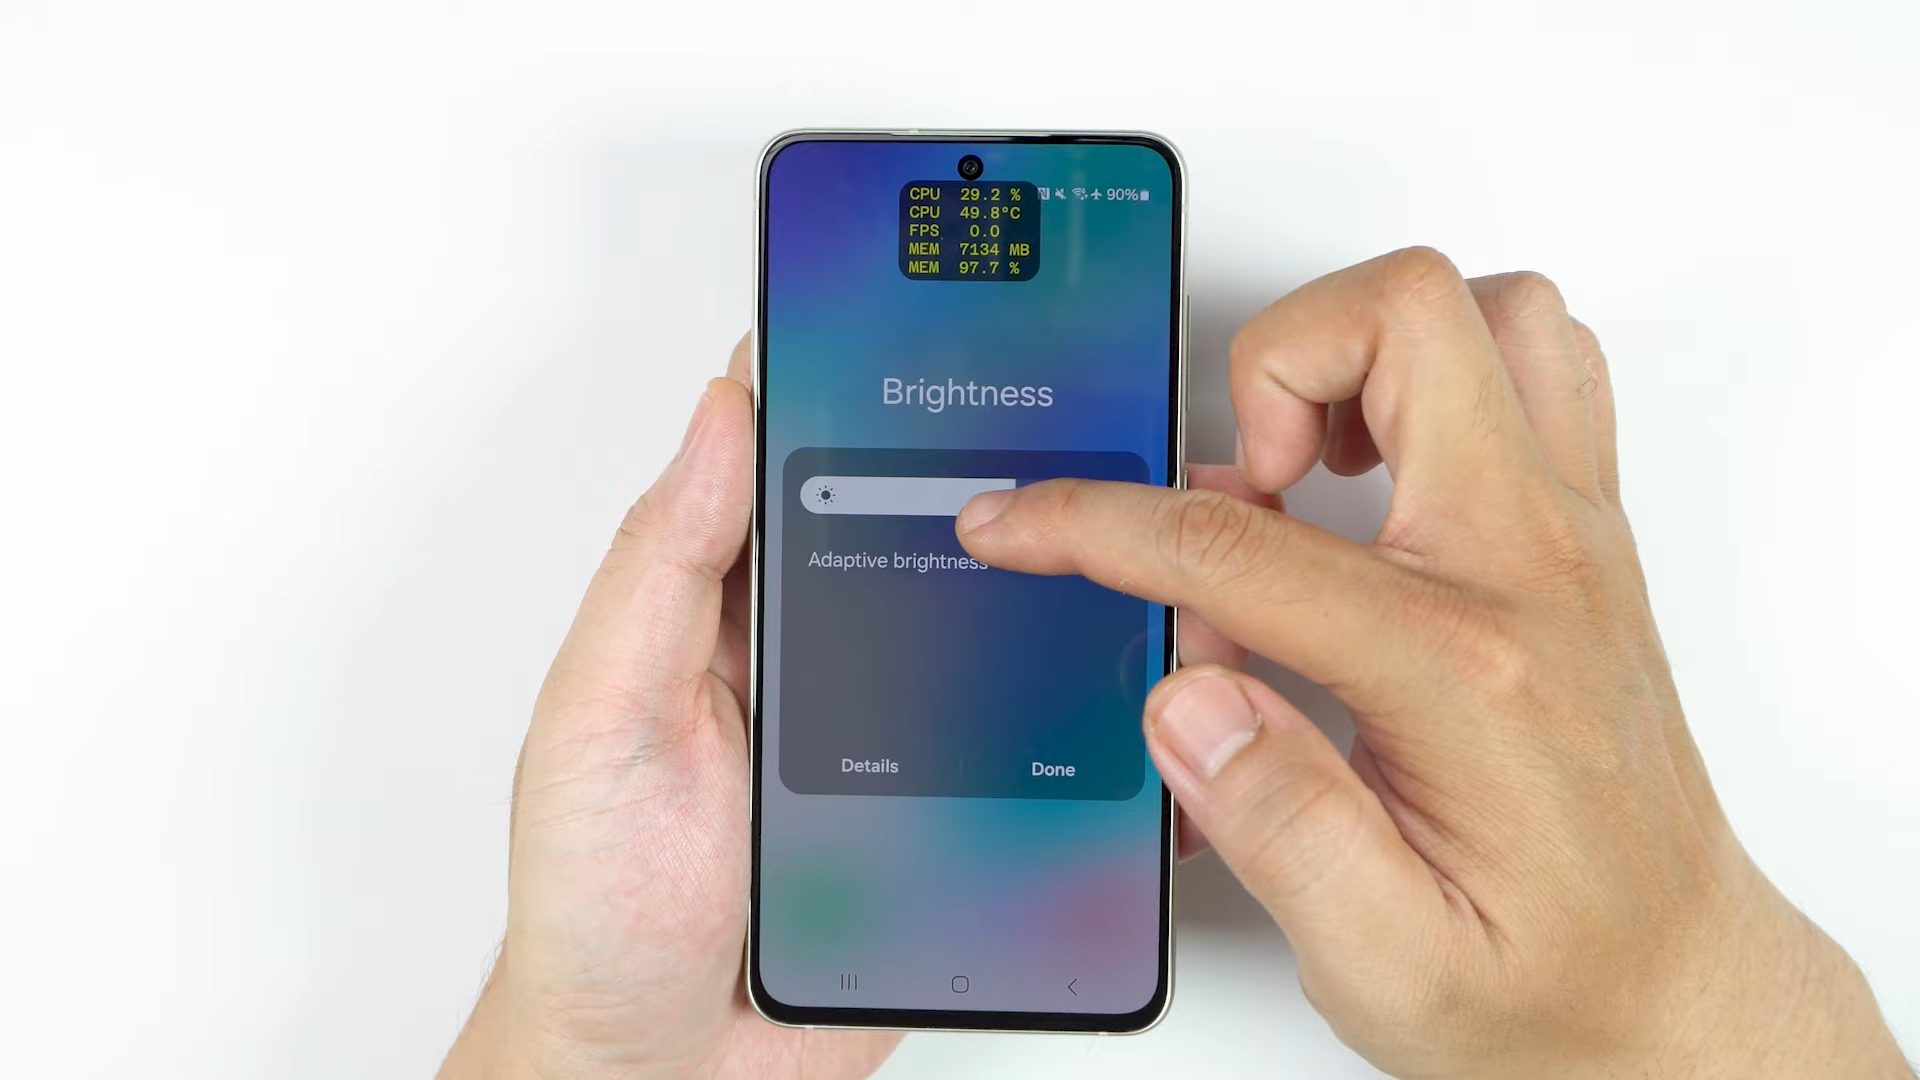 CPU 29.2 %
90%
CPU 49.8°C
FPS 0.0
MEM 7134 MB
MEM 97.7 %
Brightness
Adaptive brightness
Details
Done